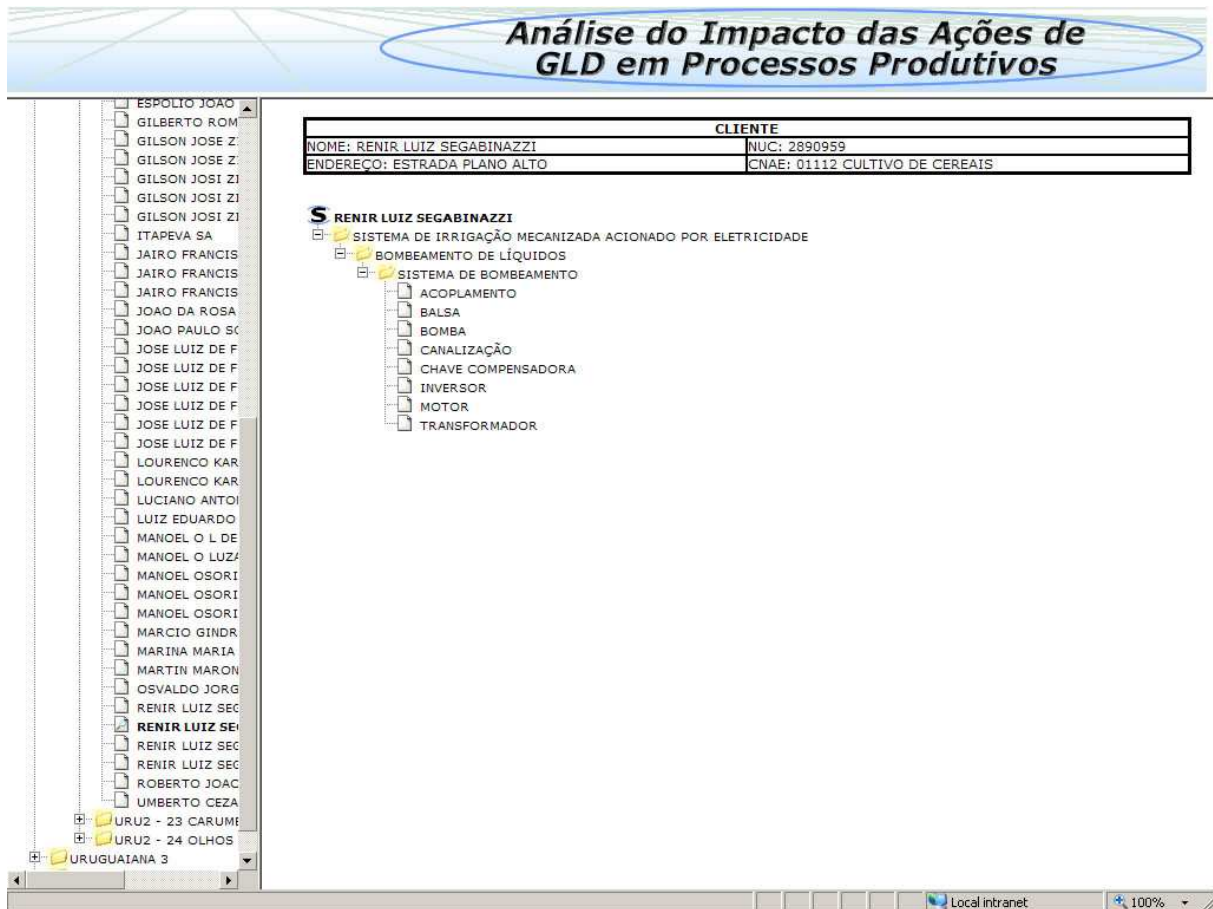 Análise do Impacto das Ações de
GLD em Processos Produtivos
ESPOLIO JOAO
GILBERTO ROM
GILSON JOSE Z
GILSON JOSE Z
GILSON JOSI ZI
GILSON JOSI ZI
GILSON JOSI ZI
ITAPEVA SA
JAIRO FRANCIS
JAIRO FRANCIS
JAIRO FRANCIS
JOAO DA ROSA
JOAO PAULO SO
JOSE LUIZ DE F
JOSE LUIZ DE F
JOSE LUIZ DE F
JOSE LUIZ DE F
JOSE LUIZ DE F
JOSE LUIZ DE F
LOURENCO KAR
LOURENCO KAR
LUCIANO ANTO
LUIZ EDUARDO
MANOEL O L DE
MANOEL O LUZA
MANOEL OSORI
MANOEL OSORI
MANOEL OSORI
MARCIO GINDR
MARINA MARIA
MARTIN MARON
OSVALDO JORG
RENIR LUIZ SEG
RENIR LUIZ SEG
RENIR LUIZ SEG
RENIR LUIZ SEG
ROBERTO JOAC
UMBERTO CEZA
URU2 - 23 CARUMB
URU2 - 24 OLHOS
URUGUAIANA 3
CLIENTE
NOME: RENIR LUIZ SEGABINAZZI NUC: 2890959
ENDEREÇO: ESTRADA PLANO ALTO CNAE: 01112 CULTIVO DE CEREAIS
S RENIR LUIZ SEGABINAZZI
SISTEMA DE IRRIGAÇÃO MECANIZADA ACIONADO POR ELETRICIDADE
BOMBEAMENTO DE LÍQUIDOS
SISTEMA DE BOMBEAMENTO
ACOPLAMENTO
BALSA
BOMBA
CANALIZAÇÃO
CHAVE COMPENSADORA
INVERSOR
MOTOR
TRANSFORMADOR
Local intranet 100%